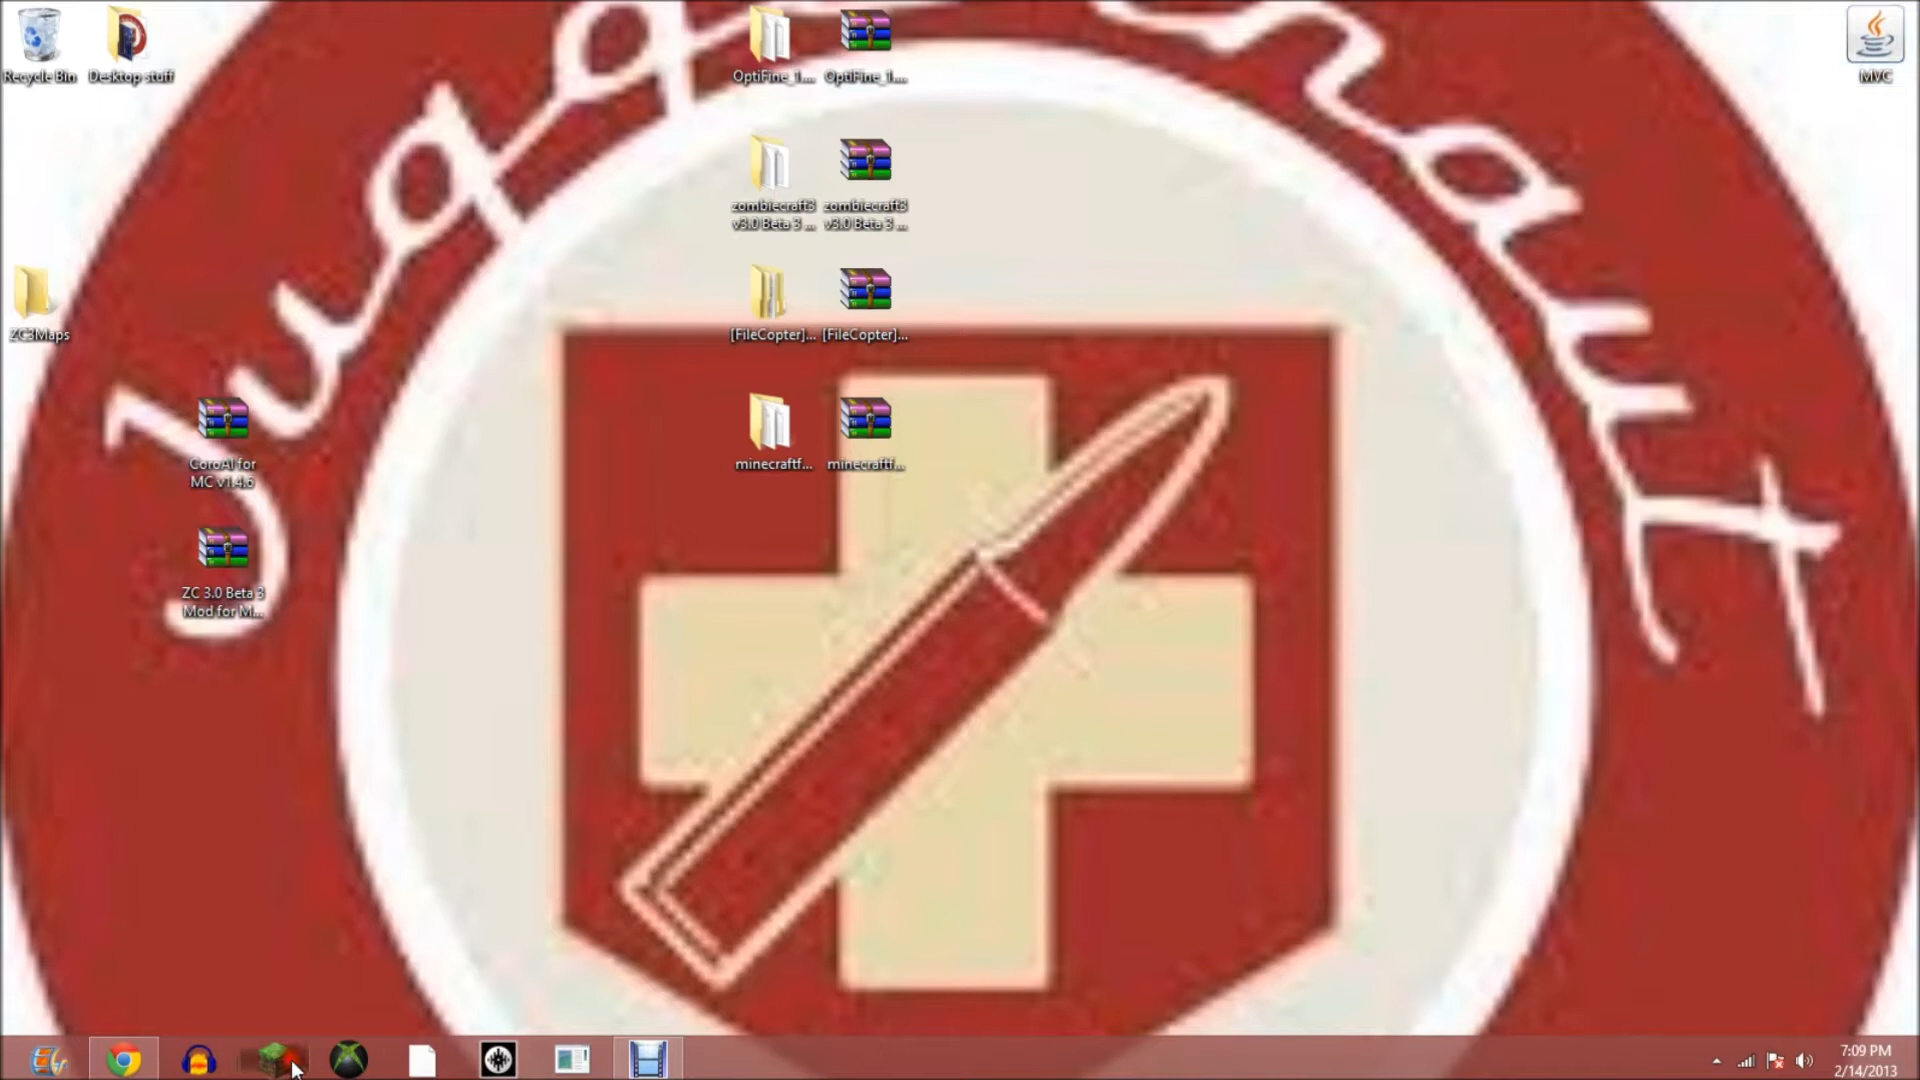 Juggernaut
Recycle Bin
Desktop stuff
OptiFine_1....
OptiFine_1....
MVC
zombiecraft3
v3.0 Beta 3 ...
zombiecraft3
v3.0 Beta 3 ...
ZC3Maps
[FileCopter]...
[FileCopter]...
CoroAI for
MC v1.4.6
minecraftf...
minecraftf...
ZC 3.0 Beta 3
Mod for M...
7:09 PM
2/14/2013